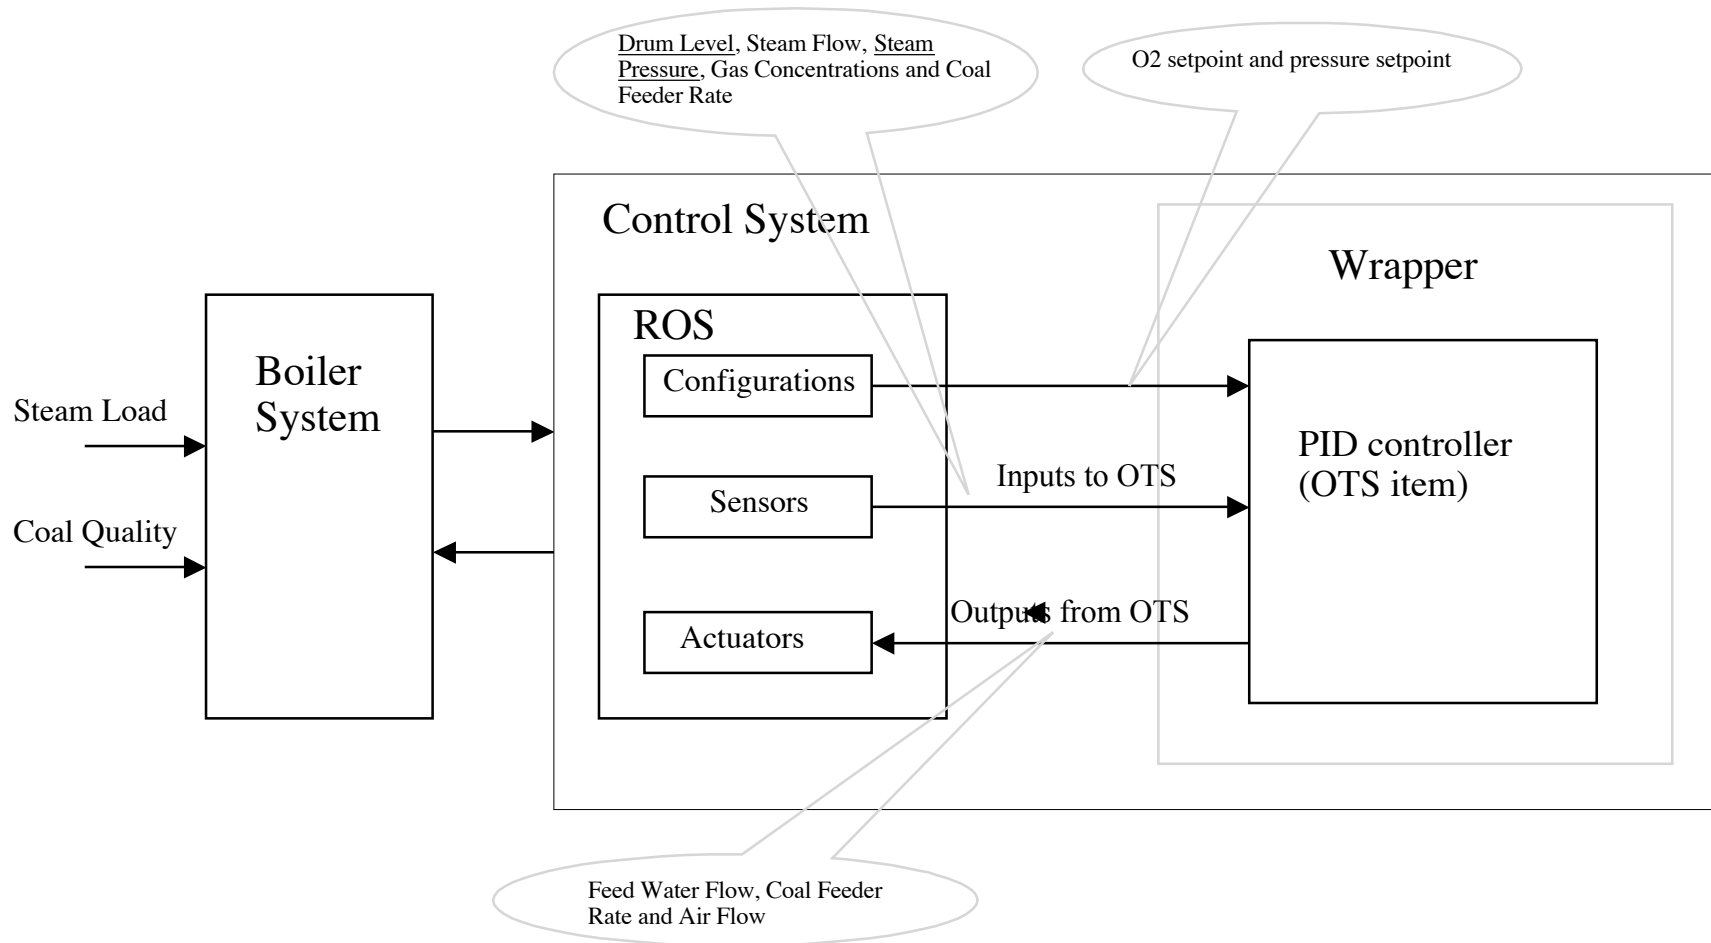 Drum Level, Steam Flow, Steam
Pressure, Gas Concentrations and Coal
Feeder Rate
O2 setpoint and pressure setpoint
Control System
Wrapper
ROS
Configurations
Boiler
System
Steam Load
PID controller
(OTS item)
Inputs to OTS
Sensors
Coal Quality
Outputs from OTS
Actuators
Feed Water Flow, Coal Feeder
Rate and Air Flow